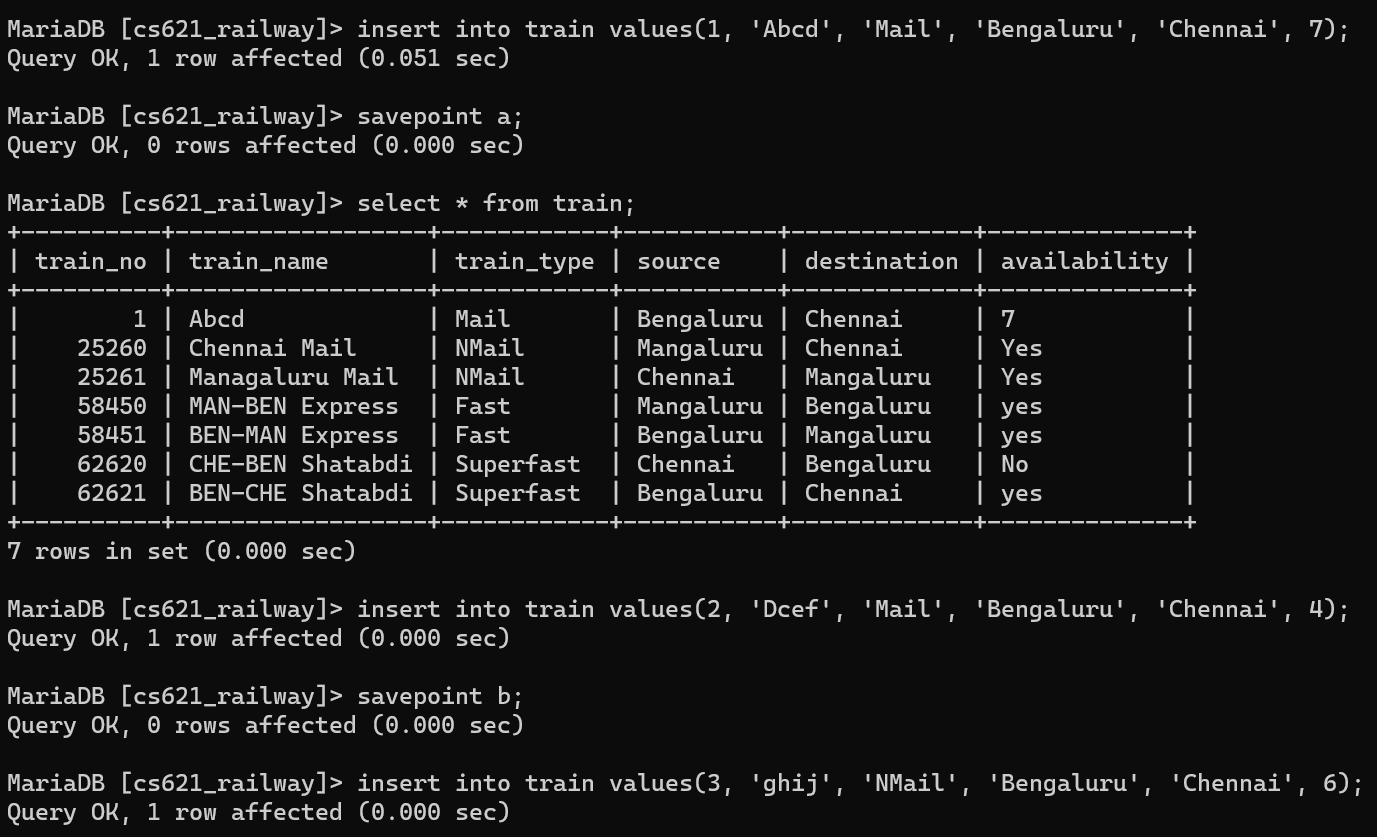 MariaDB [cs621_railway]> insert into train values(1, 'Abcd', 'Mail', 'Bengaluru', 'Chennai', 7);
Query OK, 1 row affected (0.051 sec)
MariaDB [cs621_railway]> savepoint a;
Query OK, 0 rows affected (0.000 sec)
MariaDB [cs621_railway]> select * from train;
+----------+------------------+------------+-----------+-------------+--------------+
| train_no | train_name       | train_type | source    | destination | availability |
+----------+------------------+------------+-----------+-------------+--------------+
|        1 | Abcd             | Mail       | Bengaluru | Chennai     | 7            |
|    25260 | Chennai Mail     | NMail      | Mangaluru | Chennai     | Yes          |
|    25261 | Managaluru Mail  | NMail      | Chennai   | Mangaluru   | Yes          |
|    58450 | MAN-BEN Express  | Fast       | Mangaluru | Bengaluru   | yes          |
|    58451 | BEN-MAN Express  | Fast       | Bengaluru | Mangaluru   | yes          |
|    62620 | CHE-BEN Shatabdi | Superfast  | Chennai   | Bengaluru   | No           |
|    62621 | BEN-CHE Shatabdi | Superfast  | Bengaluru | Chennai     | yes          |
+----------+------------------+------------+-----------+-------------+--------------+
7 rows in set (0.000 sec)
MariaDB [cs621_railway]> insert into train values(2, 'Dcef', 'Mail', 'Bengaluru', 'Chennai', 4);
Query OK, 1 row affected (0.000 sec)
MariaDB [cs621_railway]> savepoint b;
Query OK, 0 rows affected (0.000 sec)
MariaDB [cs621_railway]> insert into train values(3, 'ghij', 'NMail', 'Bengaluru', 'Chennai', 6);
Query OK, 1 row affected (0.000 sec)